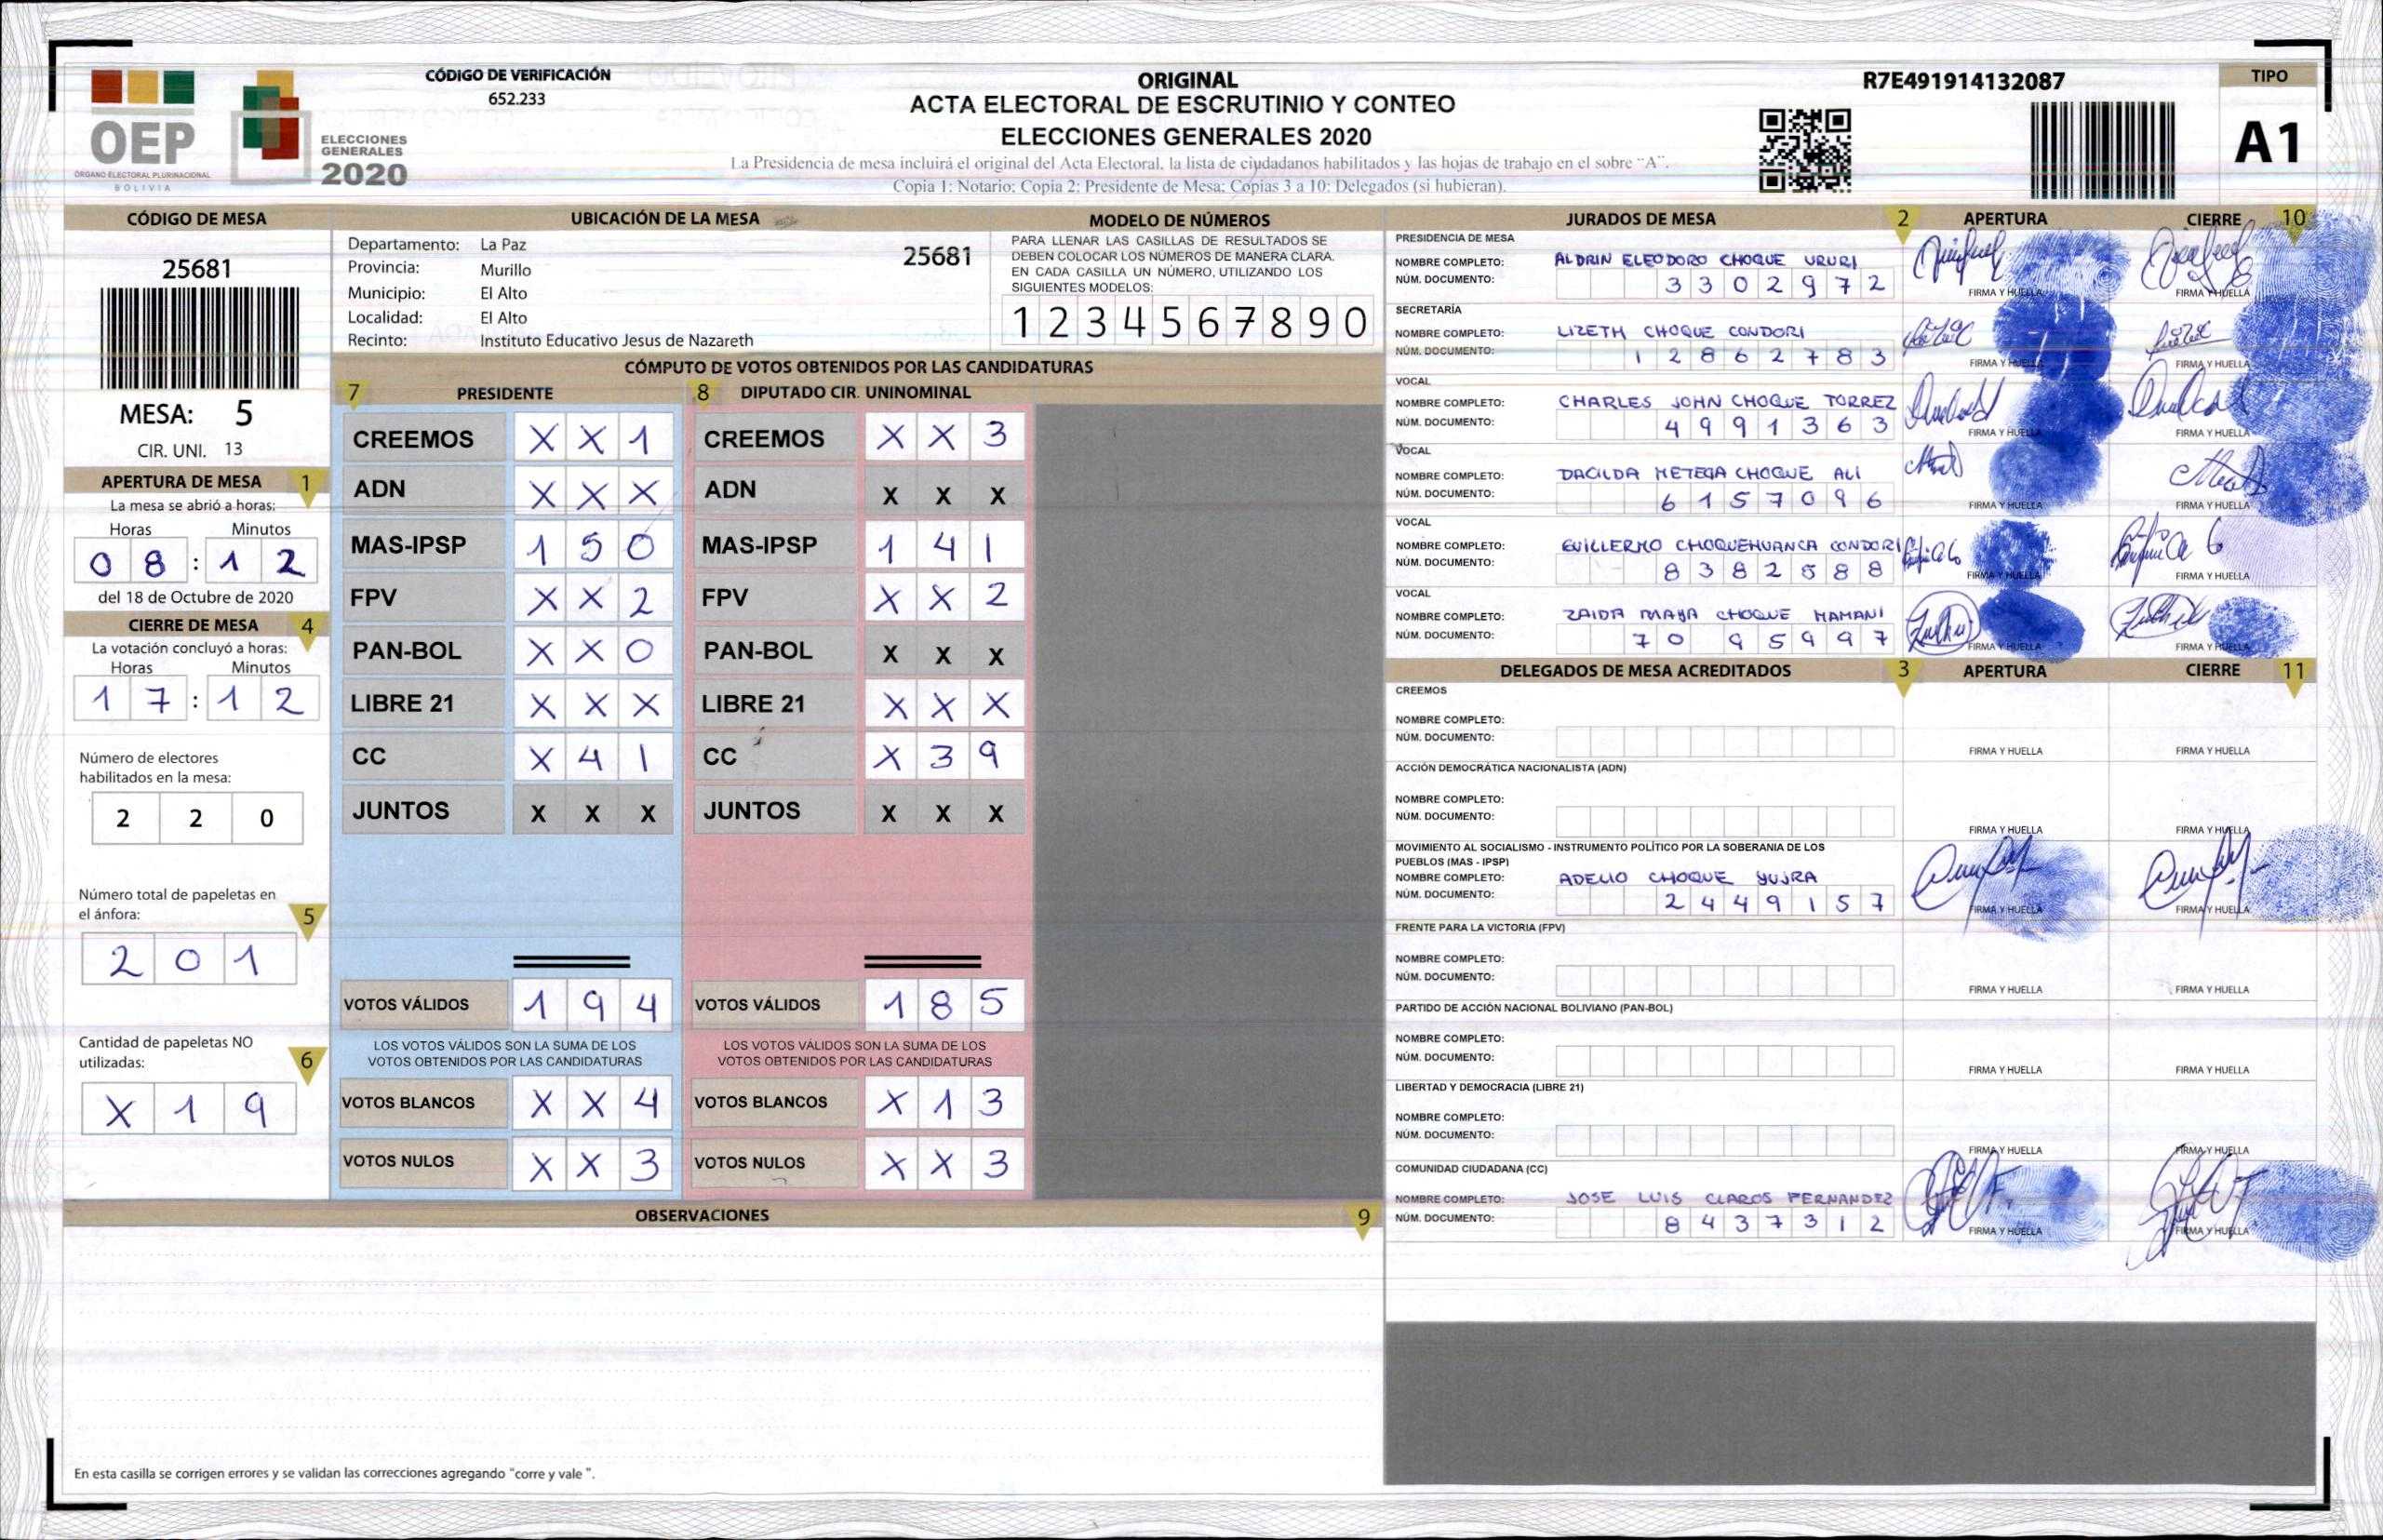 OEP
ÓRGANO ELECTORAL PLURINACIONAL
BOLIVIA
ELECCIONES
GENERALES
2020
CÓDIGO DE VERIFICACIÓN
652.233
ORIGINAL
ACTA ELECTORAL DE ESCRUTINIO Y CONTEO
ELECCIONES GENERALES 2020
La Presidencia de mesa incluirá el original del Acta Electoral, la lista de ciudadanos habilitados y las hojas de trabajo en el sobre "A".
Copia 1: Notario; Copia 2: Presidente de Mesa; Copias 3 a 10: Delegados (si hubieran).
R7E491914132087
TIPO
A1
CÓDIGO DE MESA
25681
MESA: 5
CIR. UNI. 13
APERTURA DE MESA 1
La mesa se abrió a horas:
Horas Minutos
0 8 : 1 2
del 18 de Octubre de 2020
CIERRE DE MESA 4
La votación concluyó a horas:
Horas Minutos
1 7 : 1 2
Número de electores
habilitados en la mesa:
2 2 0
Número total de papeletas en
el ánfora: 5
2 0 1
Cantidad de papeletas NO
utilizadas: 6
X 1 9
UBICACIÓN DE LA MESA
Departamento: La Paz
25681
Provincia: Murillo
Municipio: El Alto
Localidad: El Alto
Recinto: Instituto Educativo Jesus de Nazareth
MODELO DE NÚMEROS
PARA LLENAR LAS CASILLAS DE RESULTADOS SE
DEBEN COLOCAR LOS NÚMEROS DE MANERA CLARA.
EN CADA CASILLA UN NÚMERO, UTILIZANDO LOS
SIGUIENTES MODELOS:
1 2 3 4 5 6 7 8 9 0
CÓMPUTO DE VOTOS OBTENIDOS POR LAS CANDIDATURAS
7 PRESIDENTE
CREEMOS X X 1
ADN X X X
MAS-IPSP 1 5 0
FPV X X 2
PAN-BOL X X 0
LIBRE 21 X X X
CC X 4 1
JUNTOS X X X
VOTOS VÁLIDOS 1 9 4
LOS VOTOS VÁLIDOS SON LA SUMA DE LOS
VOTOS OBTENIDOS POR LAS CANDIDATURAS
VOTOS BLANCOS X X 4
VOTOS NULOS X X 3
8 DIPUTADO CIR. UNINOMINAL
CREEMOS X X 3
ADN X X X
MAS-IPSP 1 4 1
FPV X X 2
PAN-BOL X X X
LIBRE 21 X X X
CC X 3 9
JUNTOS X X X
VOTOS VÁLIDOS 1 8 5
LOS VOTOS VÁLIDOS SON LA SUMA DE LOS
VOTOS OBTENIDOS POR LAS CANDIDATURAS
VOTOS BLANCOS X 1 3
VOTOS NULOS X X 3
OBSERVACIONES 9
En esta casilla se corrigen errores y se validan las correcciones agregando "corre y vale ".
JURADOS DE MESA 2 APERTURA CIERRE 10
PRESIDENCIA DE MESA
NOMBRE COMPLETO: ALDRIN ELEODORO CHOQUE URURI
NÚM. DOCUMENTO: 3 3 0 2 9 7 2
FIRMA Y HUELLA FIRMA Y HUELLA
SECRETARÍA
NOMBRE COMPLETO: LIZETH CHOQUE CONDORI
NÚM. DOCUMENTO: 1 2 8 6 2 7 8 3
FIRMA Y HUELLA FIRMA Y HUELLA
VOCAL
NOMBRE COMPLETO: CHARLES JOHN CHOQUE TORREZ
NÚM. DOCUMENTO: 4 9 9 1 3 6 3
FIRMA Y HUELLA FIRMA Y HUELLA
VOCAL
NOMBRE COMPLETO: CHOQUE ALI
NÚM. DOCUMENTO: 6 1 5 7 0 9 6
FIRMA Y HUELLA FIRMA Y HUELLA
VOCAL
NOMBRE COMPLETO: GUILLERMO CHOQUEHUANCA CONDORI
NÚM. DOCUMENTO: 8 3 8 2 5 8 8
FIRMA Y HUELLA FIRMA Y HUELLA
VOCAL
NOMBRE COMPLETO: ZAIDA MAYA CHOQUE MAMANI
NÚM. DOCUMENTO: 7 0 9 5 9 9 7
FIRMA Y HUELLA FIRMA Y HUELLA
DELEGADOS DE MESA ACREDITADOS 3 APERTURA CIERRE 11
CREEMOS
NOMBRE COMPLETO:
NÚM. DOCUMENTO:
FIRMA Y HUELLA FIRMA Y HUELLA
ACCIÓN DEMOCRÁTICA NACIONALISTA (ADN)
NOMBRE COMPLETO:
NÚM. DOCUMENTO:
FIRMA Y HUELLA FIRMA Y HUELLA
MOVIMIENTO AL SOCIALISMO - INSTRUMENTO POLÍTICO POR LA SOBERANIA DE LOS
PUEBLOS (MAS - IPSP)
NOMBRE COMPLETO: ADELIO CHOQUE YUJRA
NÚM. DOCUMENTO: 2 4 4 9 1 5 7
FIRMA Y HUELLA FIRMA Y HUELLA
FRENTE PARA LA VICTORIA (FPV)
NOMBRE COMPLETO:
NÚM. DOCUMENTO:
FIRMA Y HUELLA FIRMA Y HUELLA
PARTIDO DE ACCIÓN NACIONAL BOLIVIANO (PAN-BOL)
NOMBRE COMPLETO:
NÚM. DOCUMENTO:
FIRMA Y HUELLA FIRMA Y HUELLA
LIBERTAD Y DEMOCRACIA (LIBRE 21)
NOMBRE COMPLETO:
NÚM. DOCUMENTO:
FIRMA Y HUELLA FIRMA Y HUELLA
COMUNIDAD CIUDADANA (CC)
NOMBRE COMPLETO: JOSE LUIS CLAROS FERNANDEZ
NÚM. DOCUMENTO: 8 4 3 7 3 1 2
FIRMA Y HUELLA FIRMA Y HUELLA